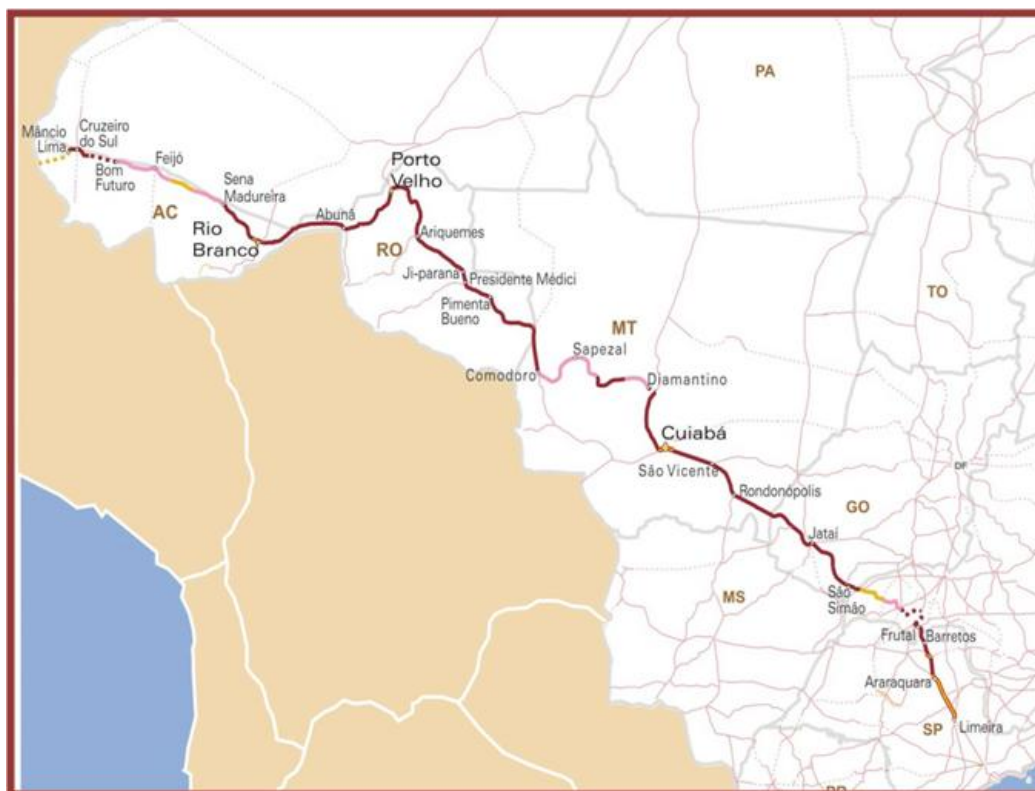 PA
Mâncio
Lima
Cruzeiro
do Sul
Bom
Futuro
Feijó
Sena
Madureira
AC
Rio
Branco
Abunã
Porto
Velho
RO
Ariquemes
Ji-parana
Presidente Médici
Pimenta
Bueno
TO
MT
Sapezal
Comodoro
Diamantino
Cuiabá
São Vicente
DF
Rondonópolis
GO
Jataí
MS
São
Simão
Frutal
Barretos
Araraquara
SP
Limeira
PR